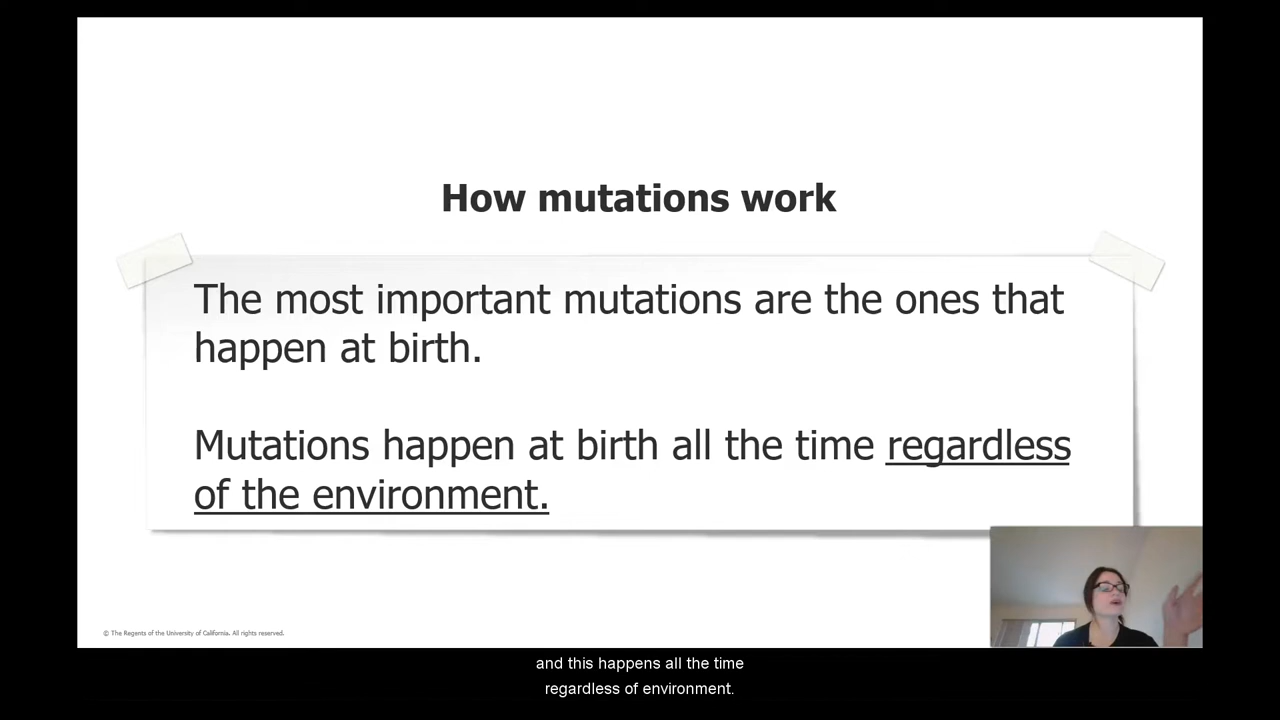 How mutations work
The most important mutations are the ones that
happen at birth.
Mutations happen at birth all the time regardless
of the environment.
© The Regents of the University of California. All rights reserved.
and this happens all the time
regardless of environment.